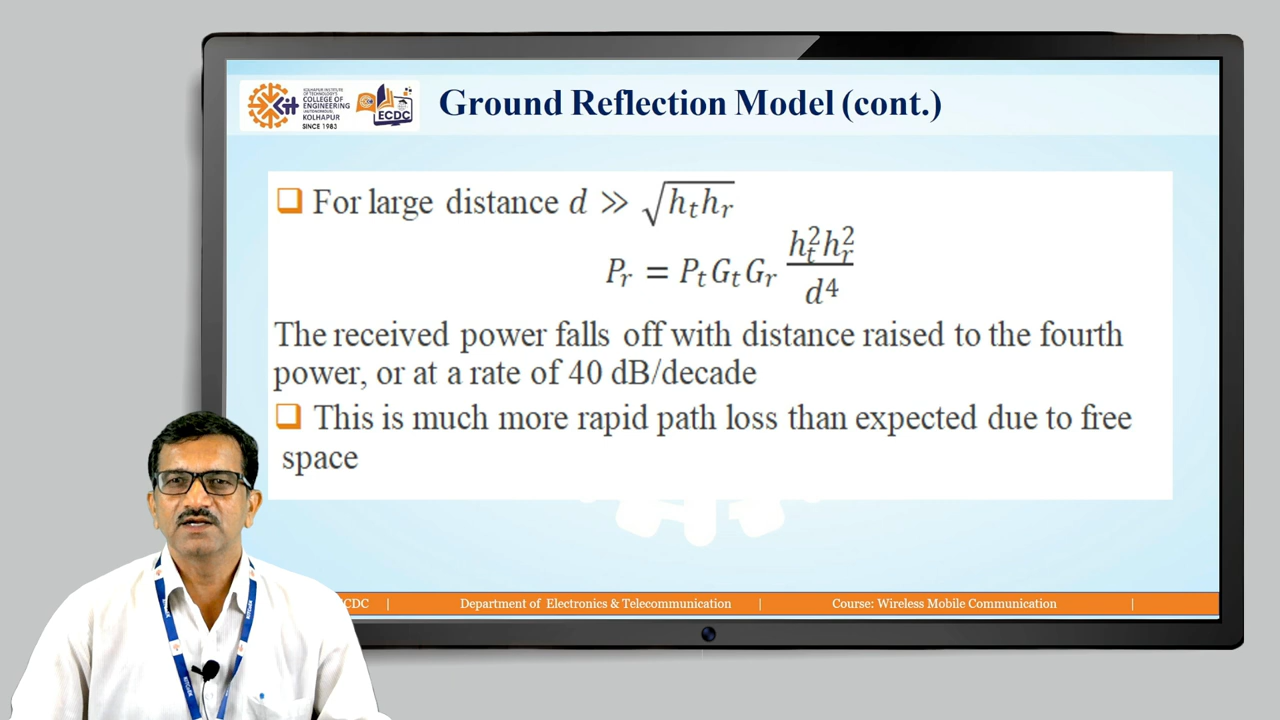 KOLHAPUR INSTITUTE
OF TECHNOLOGY'S
COLLEGE OF
ENGINEERING
(AUTONOMOUS),
KOLHAPUR
SINCE 1983
KIT
ECDC
Ground Reflection Model (cont.)
❑ For large distance d ≫ √(hₜhᵣ)
Pᵣ = PₜGₜGᵣ hₜ²hᵣ²/d⁴
The received power falls off with distance raised to the fourth
power, or at a rate of 40 dB/decade
❑ This is much more rapid path loss than expected due to free
space
CDC | Department of Electronics & Telecommunication | Course: Wireless Mobile Communication |